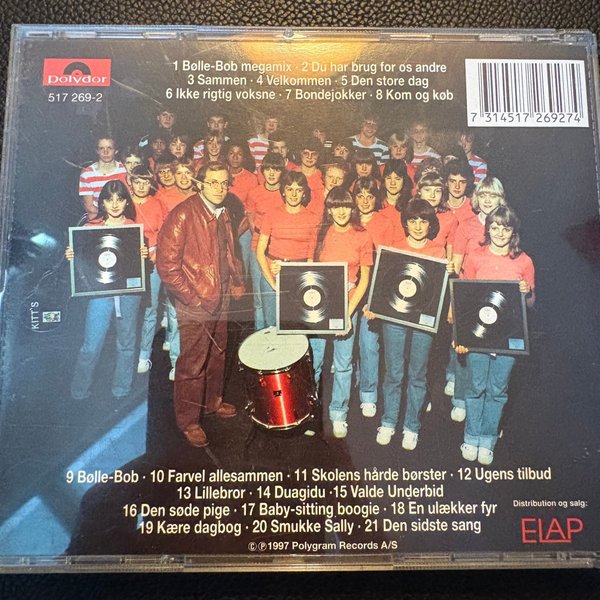 polydor
517 269-2
1 Bølle-Bob megamix · 2 Du har brug for os andre
3 Sammen · 4 Velkommen · 5 Den store dag
6 Ikke rigtig voksne · 7 Bondejokker · 8 Kom og køb
7 314517 269274
KITT'S
9 Bølle-Bob · 10 Farvel allesammen · 11 Skolens hårde børster · 12 Ugens tilbud
13 Lillebror · 14 Duagidu · 15 Valde Underbid
16 Den søde pige · 17 Baby-sitting boogie · 18 En ulækker fyr
19 Kære dagbog · 20 Smukke Sally · 21 Den sidste sang
© ℗ 1997 Polygram Records A/S
Distribution og salg:
ELAP